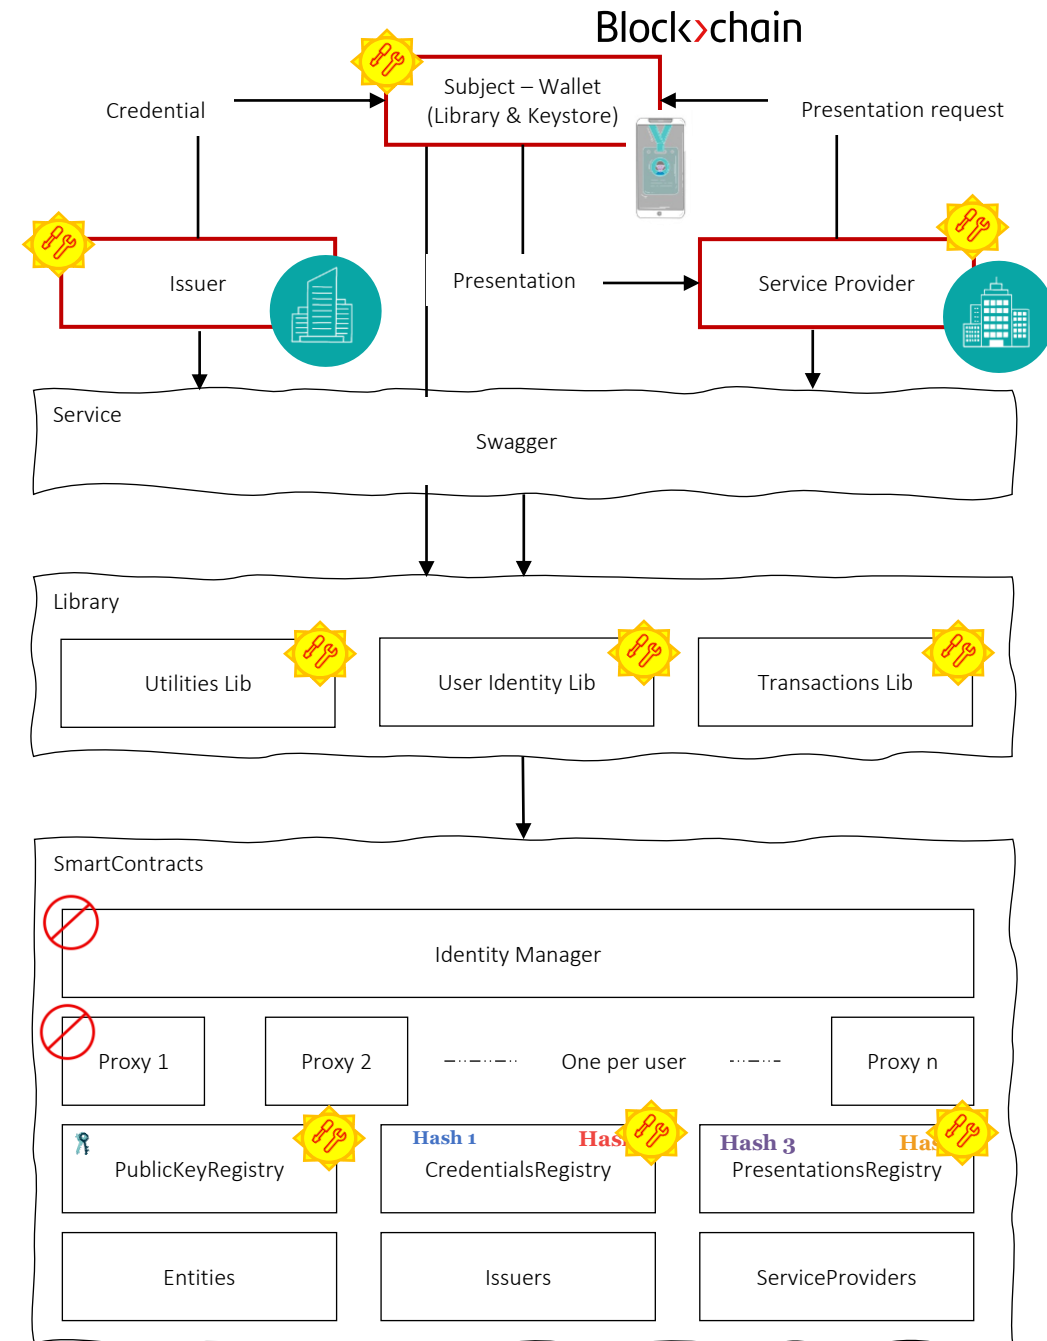 Blockchain
Subject – Wallet
(Library & Keystore)
Credential
Presentation request
Issuer
Presentation
Service Provider
Service
Swagger
Library
Utilities Lib
User Identity Lib
Transactions Lib
SmartContracts
Identity Manager
Proxy 1
Proxy 2
One per user
Proxy n
Hash 1
Hash 3
PublicKeyRegistry
CredentialsRegistry
PresentationsRegistry
Entities
Issuers
ServiceProviders